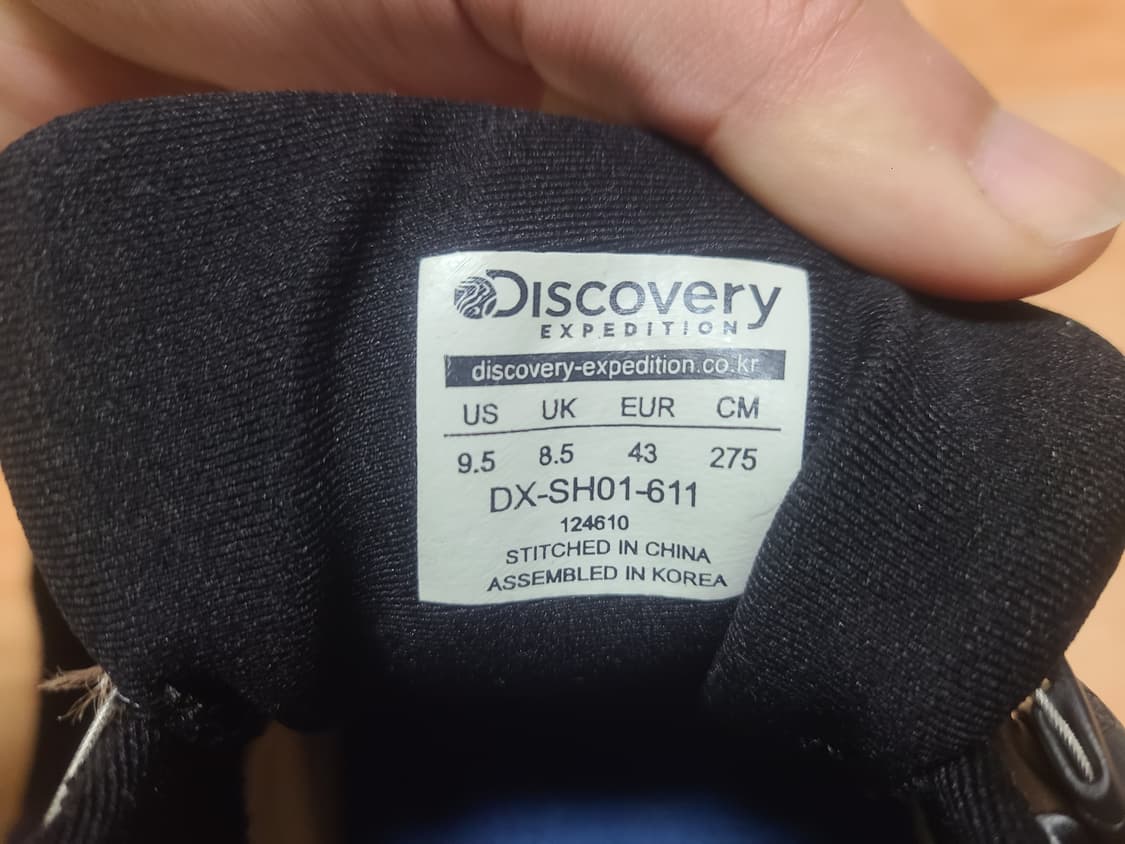 Discovery
EXPEDITION
discovery-expedition.co.kr
US UK EUR CM
9.5 8.5 43 275
DX-SH01-611
124610
STITCHED IN CHINA
ASSEMBLED IN KOREA